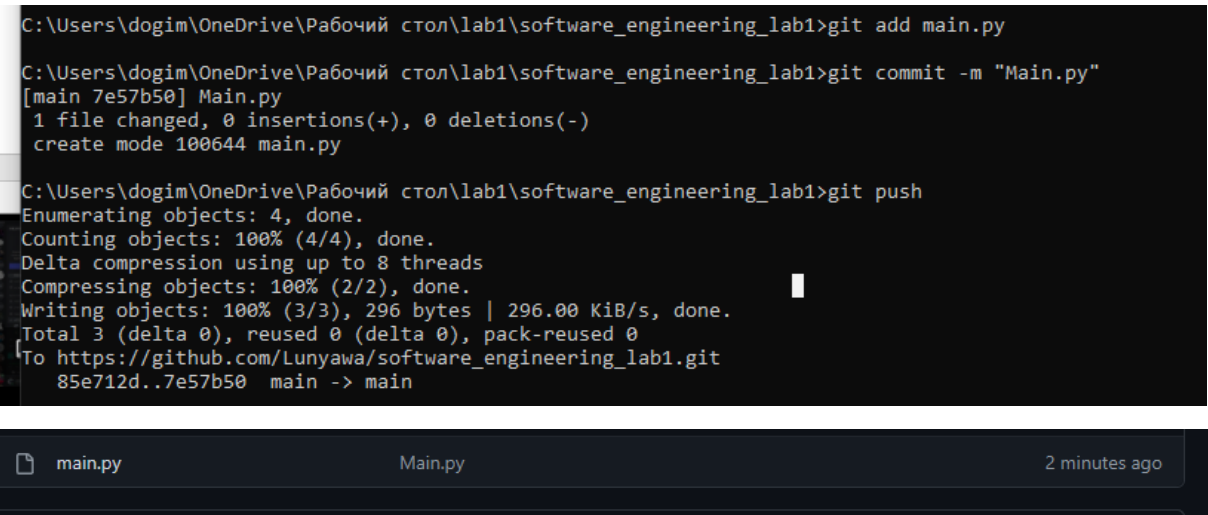 C:\Users\dogim\OneDrive\Рабочий стол\lab1\software_engineering_lab1>git add main.py
C:\Users\dogim\OneDrive\Рабочий стол\lab1\software_engineering_lab1>git commit -m "Main.py"
[main 7e57b50] Main.py
 1 file changed, 0 insertions(+), 0 deletions(-)
 create mode 100644 main.py
C:\Users\dogim\OneDrive\Рабочий стол\lab1\software_engineering_lab1>git push
Enumerating objects: 4, done.
Counting objects: 100% (4/4), done.
Delta compression using up to 8 threads
Compressing objects: 100% (2/2), done.
Writing objects: 100% (3/3), 296 bytes | 296.00 KiB/s, done.
Total 3 (delta 0), reused 0 (delta 0), pack-reused 0
To https://github.com/Lunyawa/software_engineering_lab1.git
   85e712d..7e57b50  main -> main
main.py Main.py 2 minutes ago